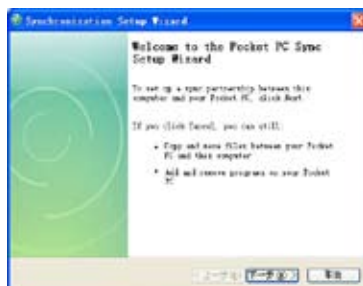 Synchronization Setup Wizard
Welcome to the Pocket PC Sync
Setup Wizard
To set up a sync partnership between this
computer and your Pocket PC, click Next.
If you click Cancel, you can still:
• Copy and move files between your Pocket
PC and this computer
• Add and remove programs on your Pocket
PC